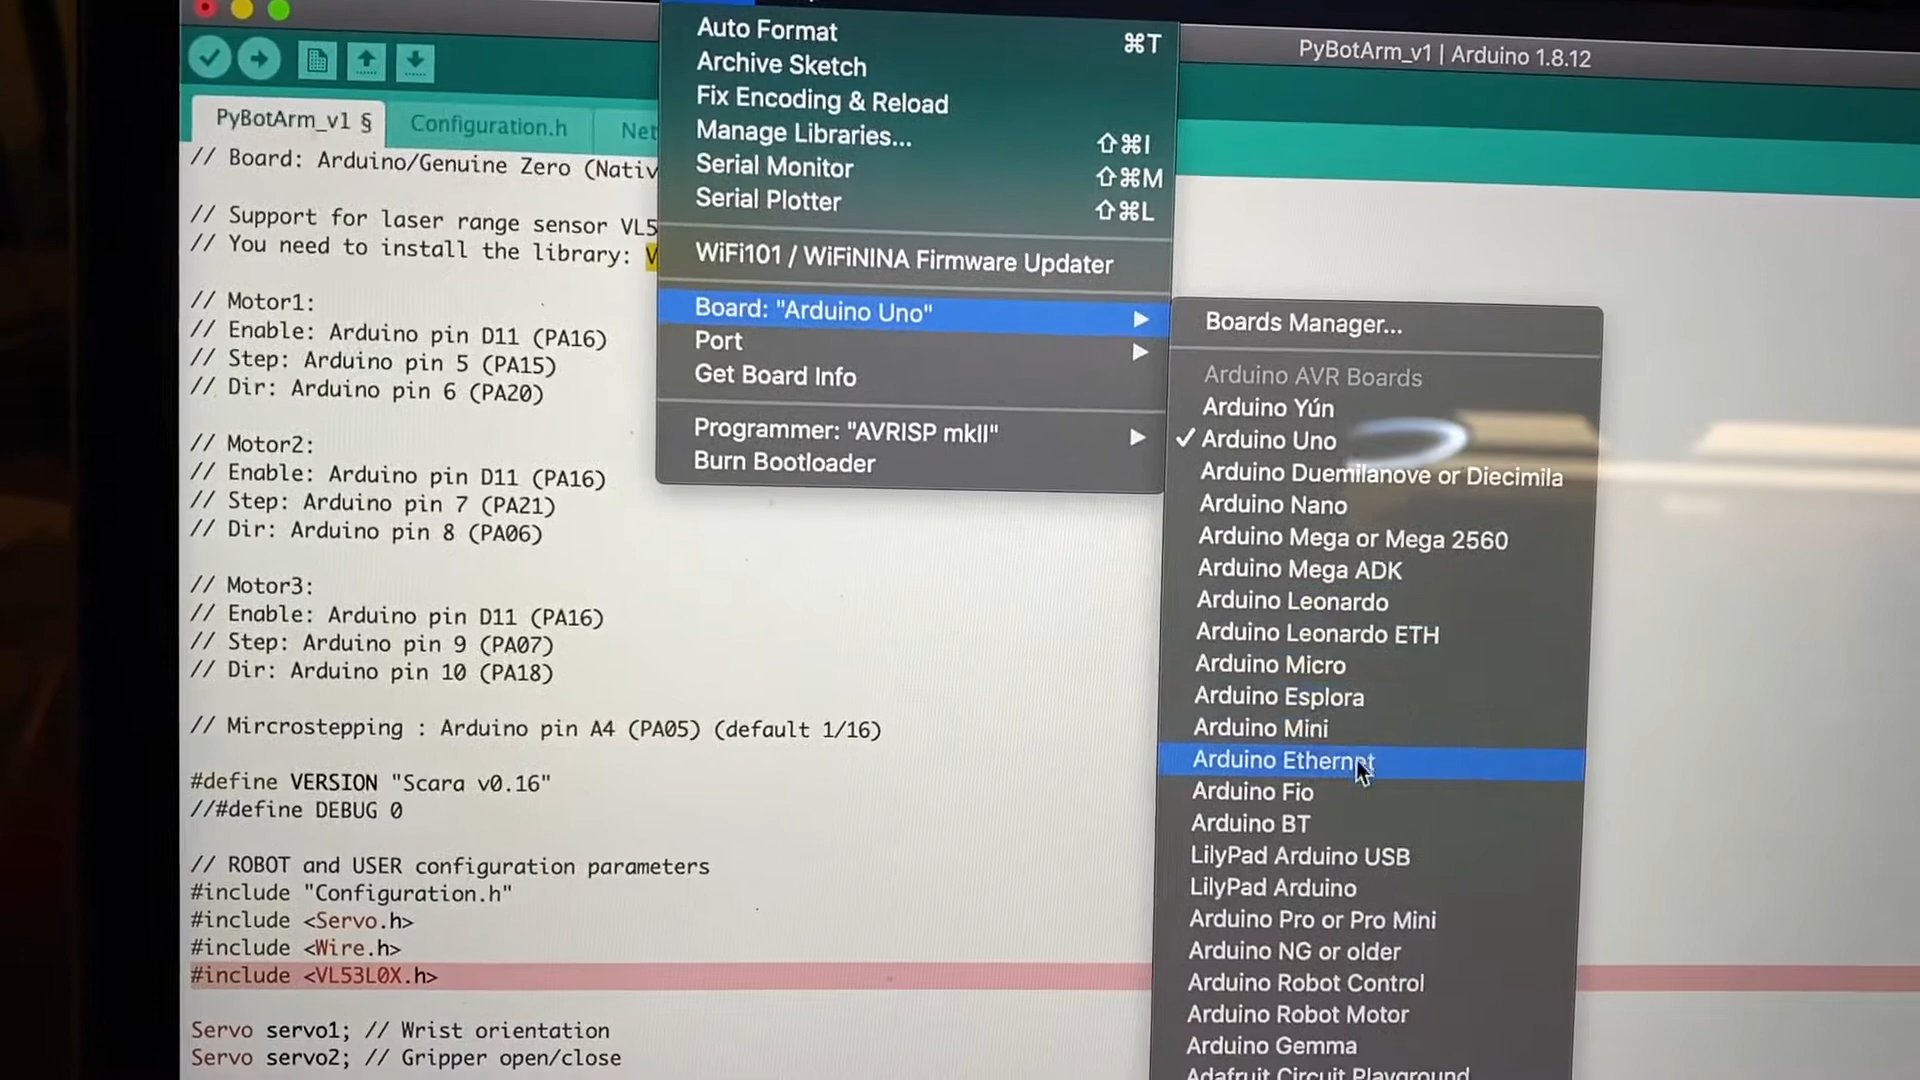 PyBotArm_v1 | Arduino 1.8.12
Auto Format ⌘T
Archive Sketch
Fix Encoding & Reload
Manage Libraries... ⇧⌘I
Serial Monitor ⇧⌘M
Serial Plotter ⇧⌘L
WiFi101 / WiFiNINA Firmware Updater
Board: "Arduino Uno"
Port
Get Board Info
Programmer: "AVRISP mkII"
Burn Bootloader
Boards Manager...
Arduino AVR Boards
Arduino Yún
✓ Arduino Uno
Arduino Duemilanove or Diecimila
Arduino Nano
Arduino Mega or Mega 2560
Arduino Mega ADK
Arduino Leonardo
Arduino Leonardo ETH
Arduino Micro
Arduino Esplora
Arduino Mini
Arduino Ethernet
Arduino Fio
Arduino BT
LilyPad Arduino USB
LilyPad Arduino
Arduino Pro or Pro Mini
Arduino NG or older
Arduino Robot Control
Arduino Robot Motor
Arduino Gemma
Adafruit Circuit Playground
PyBotArm_v1 §
Configuration.h
Net
// Board: Arduino/Genuine Zero (Nativ
// Support for laser range sensor VL5
// You need to install the library: V
// Motor1:
// Enable: Arduino pin D11 (PA16)
// Step: Arduino pin 5 (PA15)
// Dir: Arduino pin 6 (PA20)
// Motor2:
// Enable: Arduino pin D11 (PA16)
// Step: Arduino pin 7 (PA21)
// Dir: Arduino pin 8 (PA06)
// Motor3:
// Enable: Arduino pin D11 (PA16)
// Step: Arduino pin 9 (PA07)
// Dir: Arduino pin 10 (PA18)
// Mircrostepping : Arduino pin A4 (PA05) (default 1/16)
#define VERSION "Scara v0.16"
//#define DEBUG 0
// ROBOT and USER configuration parameters
#include "Configuration.h"
#include <Servo.h>
#include <Wire.h>
#include <VL53L0X.h>
Servo servo1; // Wrist orientation
Servo servo2; // Gripper open/close